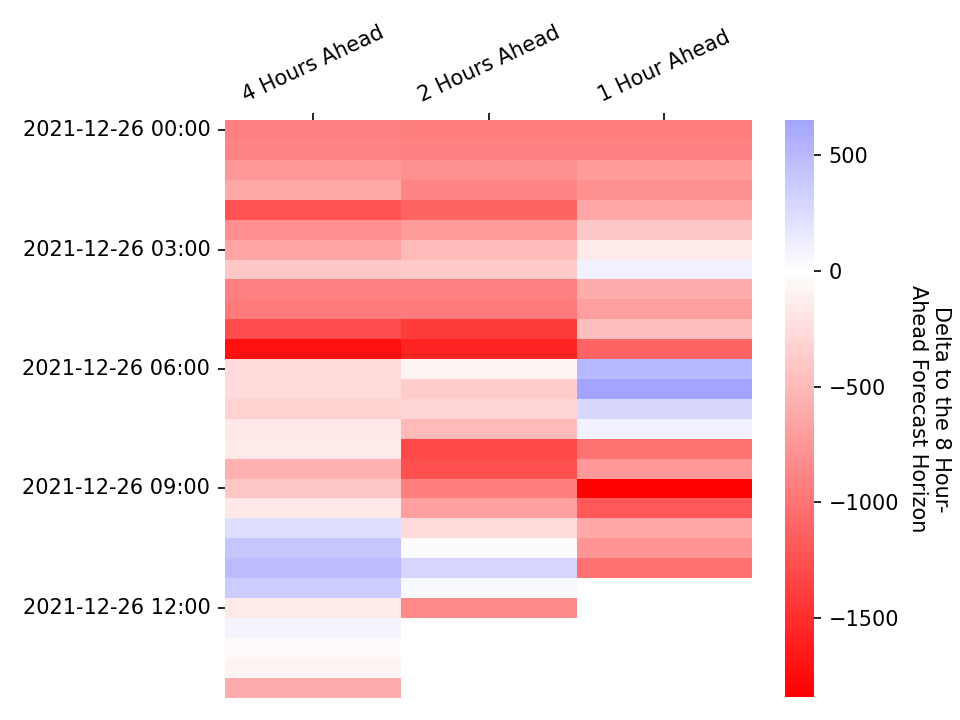 4 Hours Ahead
2 Hours Ahead
1 Hour Ahead
2021-12-26 00:00
2021-12-26 03:00
2021-12-26 06:00
2021-12-26 09:00
2021-12-26 12:00
500
0
−500
−1000
−1500
Delta to the 8 Hour-
Ahead Forecast Horizon